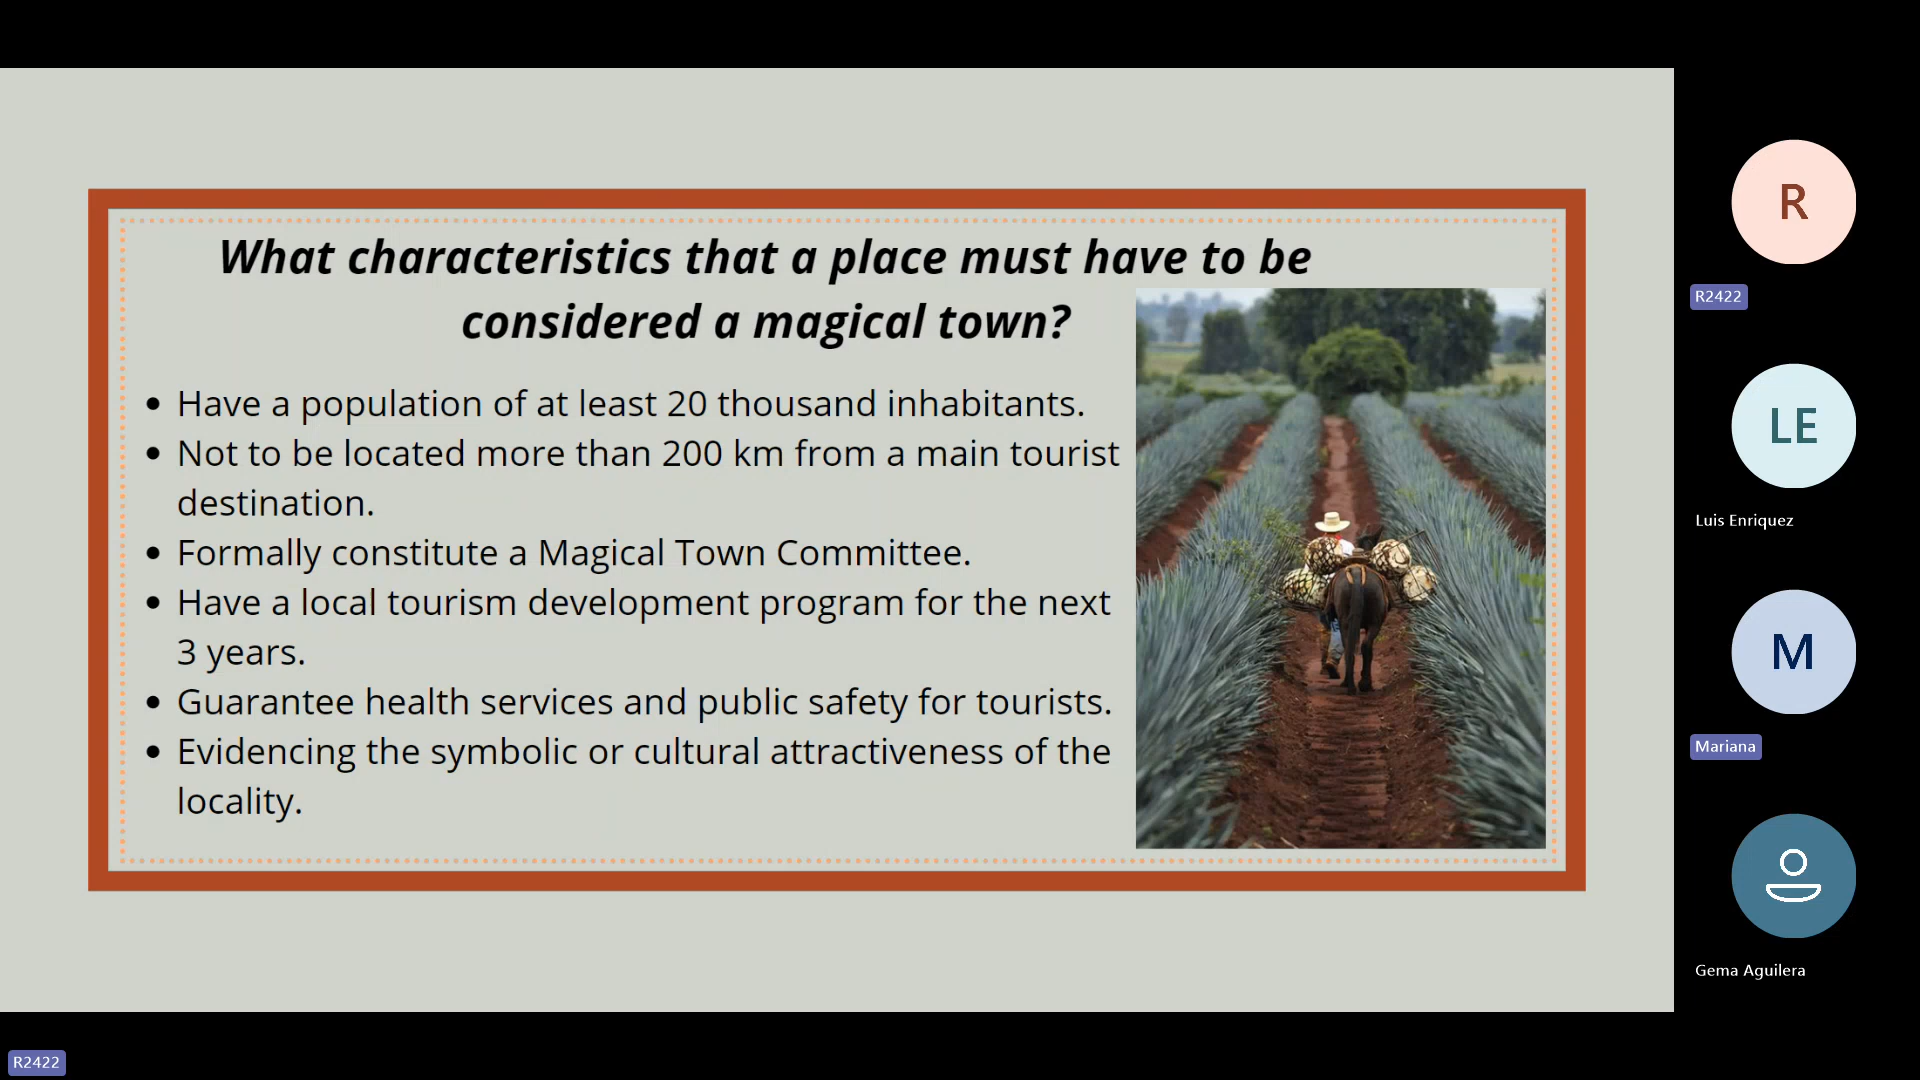 What characteristics that a place must have to be
considered a magical town?
• Have a population of at least 20 thousand inhabitants.
• Not to be located more than 200 km from a main tourist
destination.
• Formally constitute a Magical Town Committee.
• Have a local tourism development program for the next
3 years.
• Guarantee health services and public safety for tourists.
• Evidencing the symbolic or cultural attractiveness of the
locality.
R
R2422
LE
Luis Enriquez
M
Mariana
Gema Aguilera
R2422